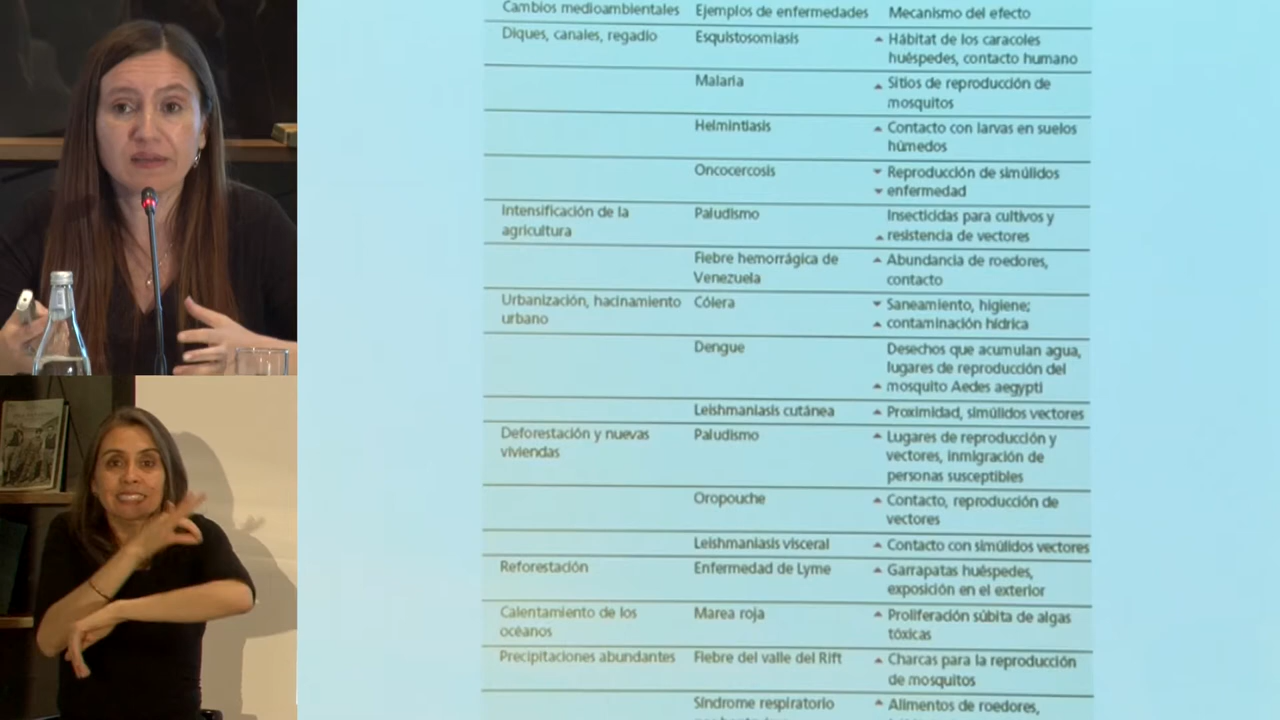 Cambios medioambientales Ejemplos de enfermedades Mecanismo del efecto
Diques, canales, regadío Esquistosomiasis Hábitat de los caracoles
huéspedes, contacto humano
Malaria Sitios de reproducción de
mosquitos
Helmintiasis Contacto con larvas en suelos
húmedos
Oncocercosis Reproducción de simúlidos
enfermedad
Intensificación de la Paludismo Insecticidas para cultivos y
agricultura resistencia de vectores
Fiebre hemorrágica de Abundancia de roedores,
Venezuela contacto
Urbanización, hacinamiento Cólera Saneamiento, higiene;
urbano contaminación hídrica
Dengue Desechos que acumulan agua,
lugares de reproducción del
mosquito Aedes aegypti
Leishmaniasis cutánea Proximidad, simúlidos vectores
Deforestación y nuevas Paludismo Lugares de reproducción y
viviendas vectores, inmigración de
personas susceptibles
Oropouche Contacto, reproducción de
vectores
Leishmaniasis visceral Contacto con simúlidos vectores
Reforestación Enfermedad de Lyme Garrapatas huéspedes,
exposición en el exterior
Calentamiento de los Marea roja Proliferación súbita de algas
océanos tóxicas
Precipitaciones abundantes Fiebre del valle del Rift Charcas para la reproducción
de mosquitos
Síndrome respiratorio Alimentos de roedores,